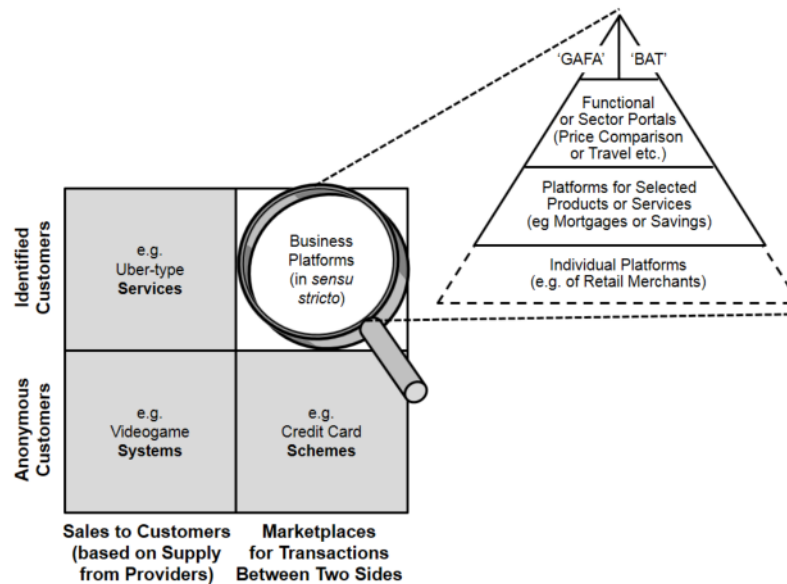 'GAFA' 'BAT'
Functional
or Sector Portals
(Price Comparison
or Travel etc.)
Platforms for Selected
Products or Services
(eg Mortgages or Savings)
Individual Platforms
(e.g. of Retail Merchants)
Identified
Customers
e.g.
Uber-type
Services
Business
Platforms
(in sensu
stricto)
Anonymous
Customers
e.g.
Videogame
Systems
e.g.
Credit Card
Schemes
Sales to Customers
(based on Supply
from Providers)
Marketplaces
for Transactions
Between Two Sides